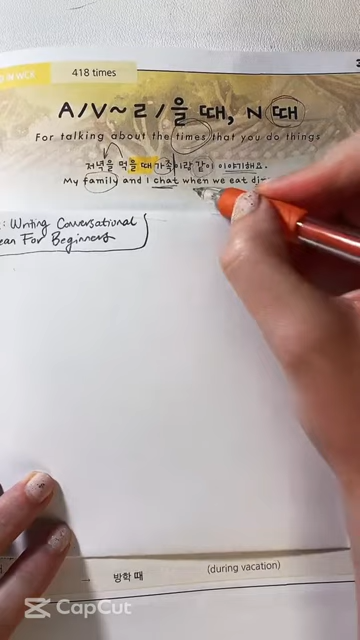 IN WCK
418 times
A/V~ㄹ/을 때, N 때
For talking about the times that you do things
저녁을 먹을 때 가족이랑 같이 이야기해요.
My family and I chat when we eat
: Writing Conversational
ean For Beginners
→ 방학 때 (during vacation)
CapCut